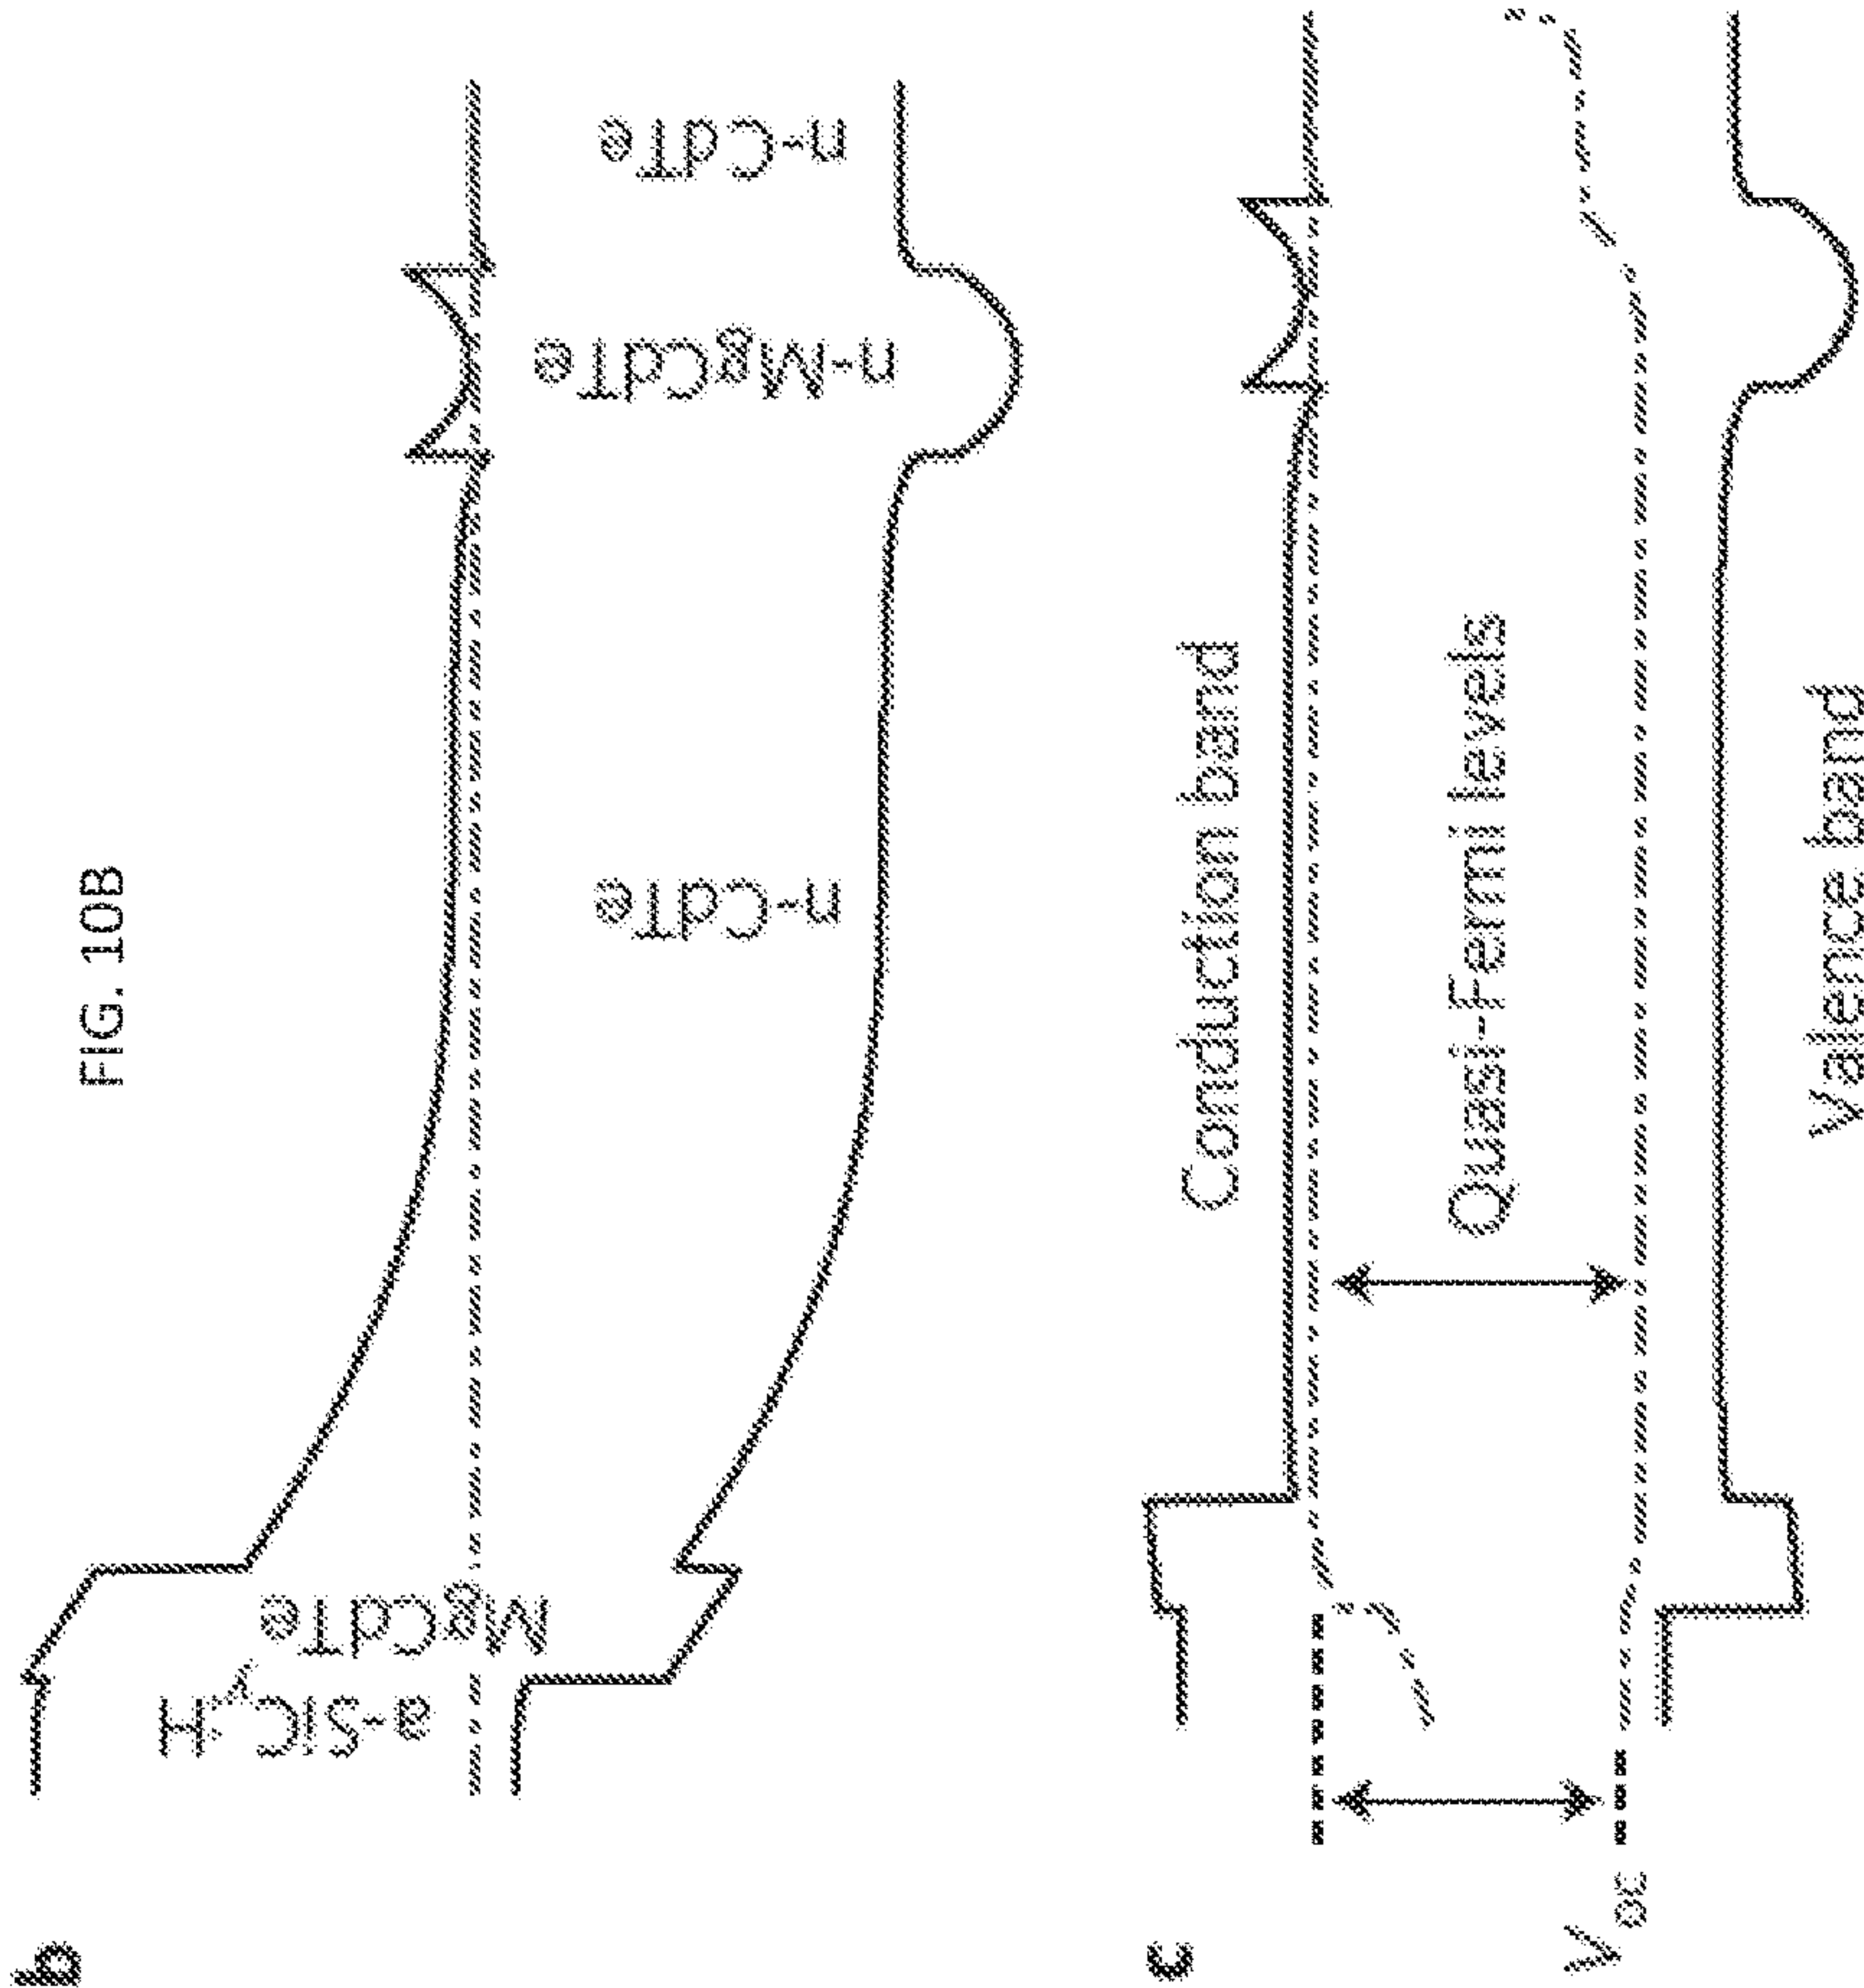 FIG. 10B
b
a-SiCy:H
MgCdTe
n-CdTe
n-MgCdTe
n-CdTe
c
Conduction band
Quasi-Fermi levels
Voc
Valence band